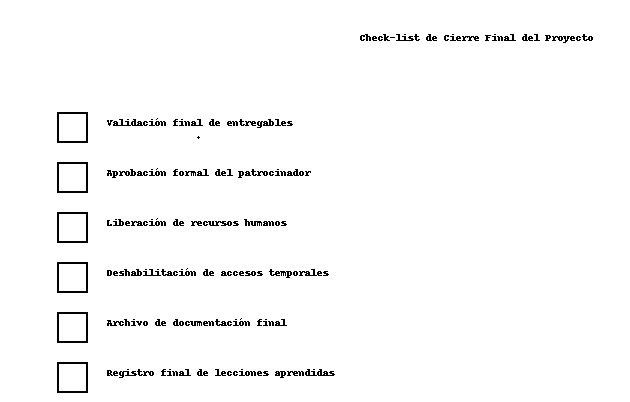 Check-list de Cierre Final del Proyecto
Validación final de entregables
Aprobación formal del patrocinador
Liberación de recursos humanos
Deshabilitación de accesos temporales
Archivo de documentación final
Registro final de lecciones aprendidas